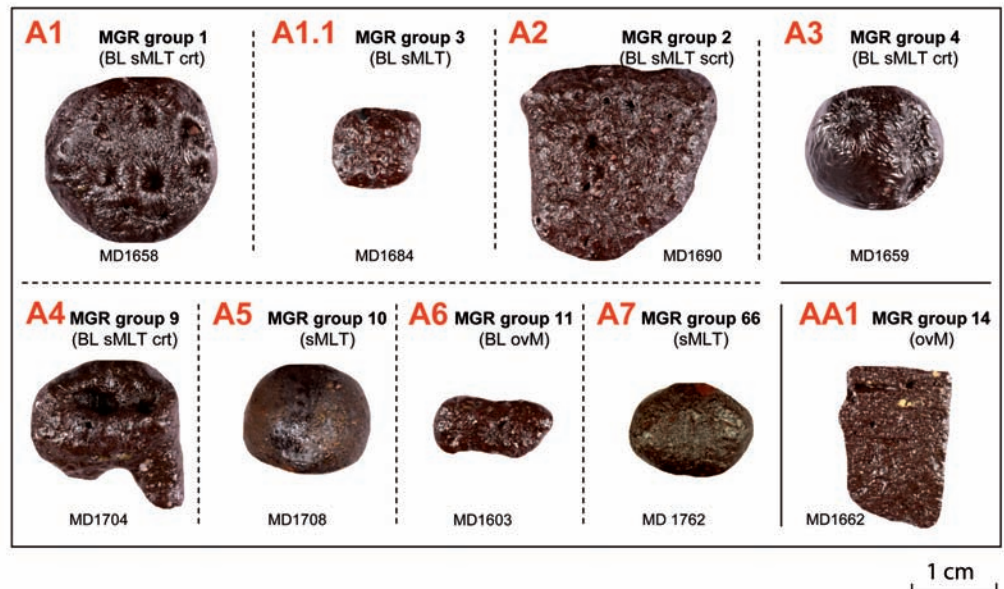 A1 MGR group 1
(BL sMLT crt)
MD1658
A1.1 MGR group 3
(BL sMLT)
MD1684
A2 MGR group 2
(BL sMLT scrt)
MD1690
A3 MGR group 4
(BL sMLT crt)
MD1659
A4 MGR group 9
(BL sMLT crt)
MD1704
A5 MGR group 10
(sMLT)
MD1708
A6 MGR group 11
(BL ovM)
MD1603
A7 MGR group 66
(sMLT)
MD 1762
AA1 MGR group 14
(ovM)
MD1662
1 cm